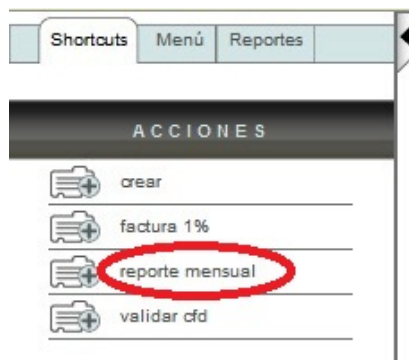 Shortcuts Menú Reportes
ACCIONES
crear
factura 1%
reporte mensual
validar cfd